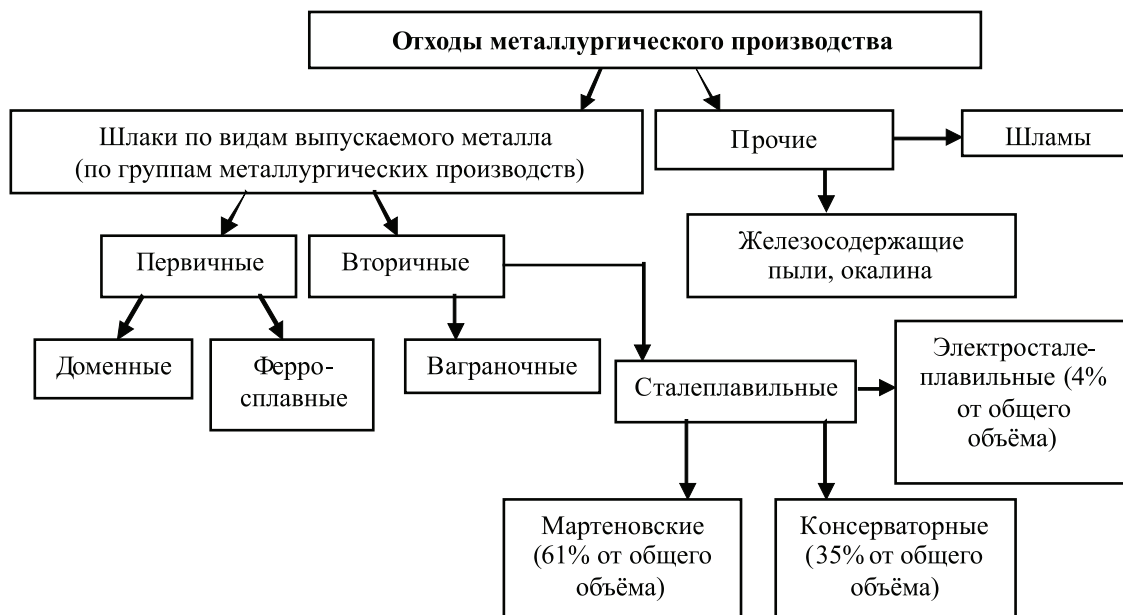 Отходы металлургического производства
Шлаки по видам выпускаемого металла
(по группам металлургических производств)
Прочие
Шламы
Железосодержащие
пыли, окалина
Первичные
Вторичные
Доменные
Ферро-
сплавные
Ваграночные
Сталеплавильные
Электростале-
плавильные (4%
от общего
объёма)
Мартеновские
(61% от общего
объёма)
Консерваторные
(35% от общего
объёма)